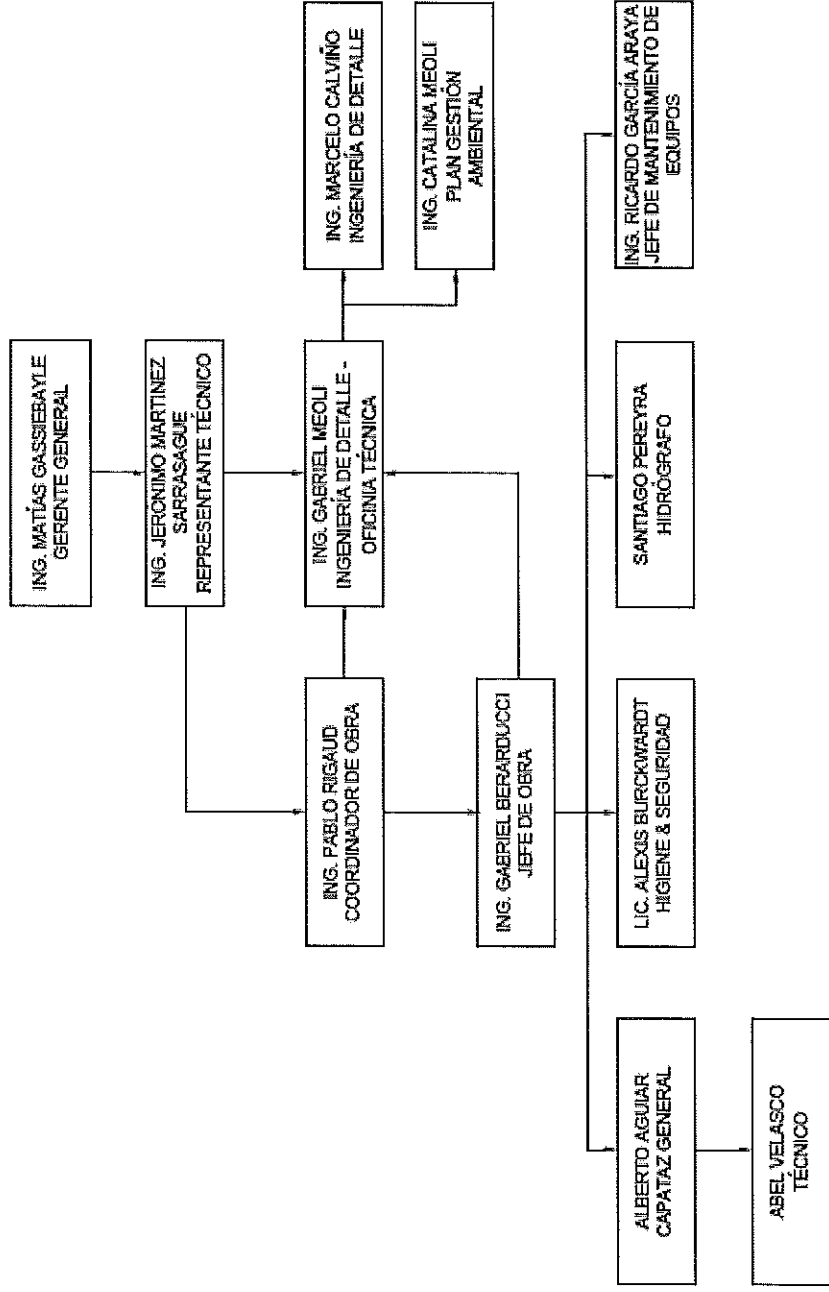 ING. MATÍAS GASSIEBAYLE
GERENTE GENERAL
ING. JERONIMO MARTINEZ
SARRASAGUE
REPRESENTANTE TÉCNICO
ING. PABLO RIGAUD
COORDINADOR DE OBRA
ING. GABRIEL MEOLI
INGENIERÍA DE DETALLE -
OFICINIA TÉCNICA
ING. MARCELO CALVIÑO
INGENIERÍA DE DETALLE
ING. CATALINA MEOLI
PLAN GESTIÓN
AMBIENTAL
ING. GABRIEL BERARDUCCI
JEFE DE OBRA
ALBERTO AGUIAR
CAPATAZ GENERAL
LIC. ALEXIS BURCKWARDT
HIGIENE & SEGURIDAD
SANTIAGO PEREYRA
HIDRÓGRAFO
ING. RICARDO GARCÍA ARAYA
JEFE DE MANTENIMIENTO DE
EQUIPOS
ABEL VELASCO
TÉCNICO